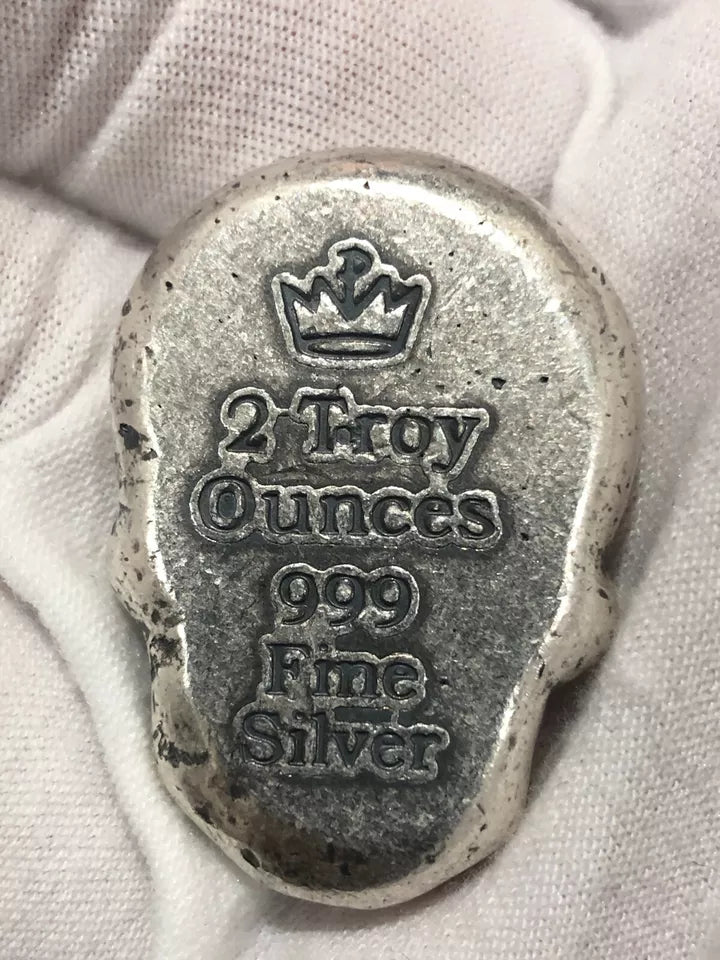 P
2 Troy
Ounces
999
Fine
Silver